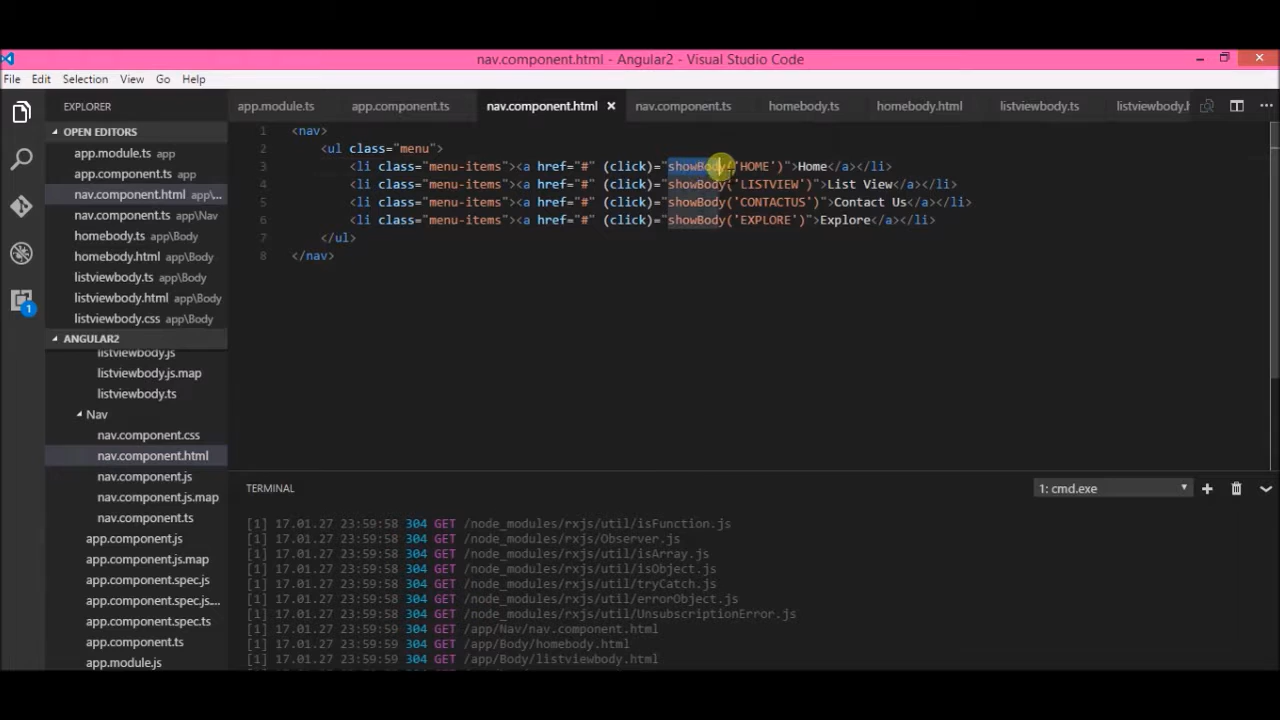 nav.component.html - Angular2 - Visual Studio Code
File Edit Selection View Go Help
EXPLORER
OPEN EDITORS
app.module.ts app
app.component.ts app
nav.component.html app\...
nav.component.ts app\Nav
homebody.ts app\Body
homebody.html app\Body
listviewbody.ts app\Body
listviewbody.html app\Body
listviewbody.css app\Body
ANGULAR2
listviewbody.js
listviewbody.js.map
listviewbody.ts
Nav
nav.component.css
nav.component.html
nav.component.js
nav.component.js.map
nav.component.ts
app.component.js
app.component.js.map
app.component.spec.js
app.component.spec.js....
app.component.spec.ts
app.component.ts
app.module.js
1
app.module.ts app.component.ts nav.component.html nav.component.ts homebody.ts homebody.html listviewbody.ts listviewbody.h
1 <nav>
2 <ul class="menu">
3 <li class="menu-items"><a href="#" (click)="showBody('HOME')">Home</a></li>
4 <li class="menu-items"><a href="#" (click)="showBody('LISTVIEW')">List View</a></li>
5 <li class="menu-items"><a href="#" (click)="showBody('CONTACTUS')">Contact Us</a></li>
6 <li class="menu-items"><a href="#" (click)="showBody('EXPLORE')">Explore</a></li>
7 </ul>
8 </nav>
TERMINAL 1: cmd.exe
[1] 17.01.27 23:59:58 304 GET /node_modules/rxjs/util/isFunction.js
[1] 17.01.27 23:59:58 304 GET /node_modules/rxjs/Observer.js
[1] 17.01.27 23:59:58 304 GET /node_modules/rxjs/util/isArray.js
[1] 17.01.27 23:59:58 304 GET /node_modules/rxjs/util/isObject.js
[1] 17.01.27 23:59:58 304 GET /node_modules/rxjs/util/tryCatch.js
[1] 17.01.27 23:59:58 304 GET /node_modules/rxjs/util/errorObject.js
[1] 17.01.27 23:59:58 304 GET /node_modules/rxjs/util/UnsubscriptionError.js
[1] 17.01.27 23:59:59 304 GET /app/Nav/nav.component.html
[1] 17.01.27 23:59:58 304 GET /app/Body/homebody.html
[1] 17.01.27 23:59:59 304 GET /app/Body/listviewbody.html